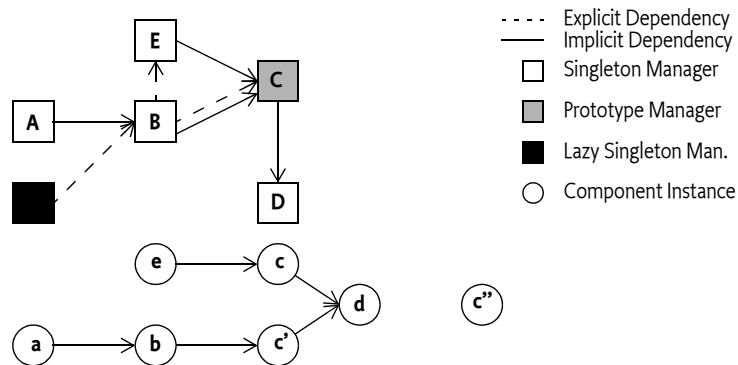 Explicit Dependency
Implicit Dependency
Singleton Manager
Prototype Manager
Lazy Singleton Man.
Component Instance
E
C
A
B
D
e
c
d
c”
a
b
c’